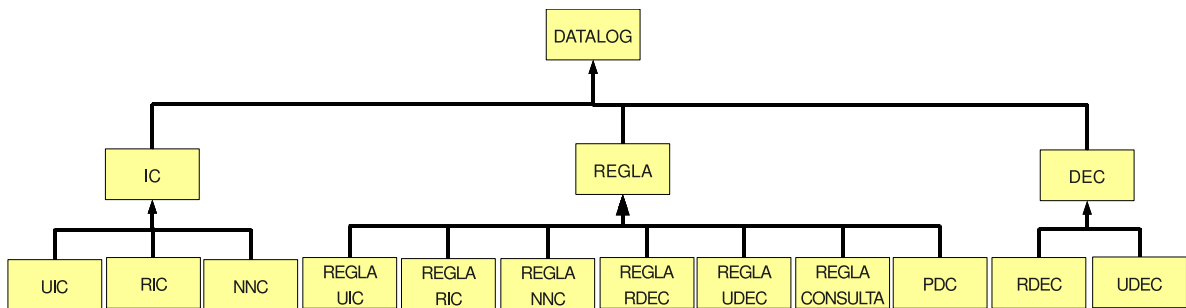 DATALOG
IC
REGLA
DEC
UIC
RIC
NNC
REGLA
UIC
REGLA
RIC
REGLA
NNC
REGLA
RDEC
REGLA
UDEC
REGLA
CONSULTA
PDC
RDEC
UDEC